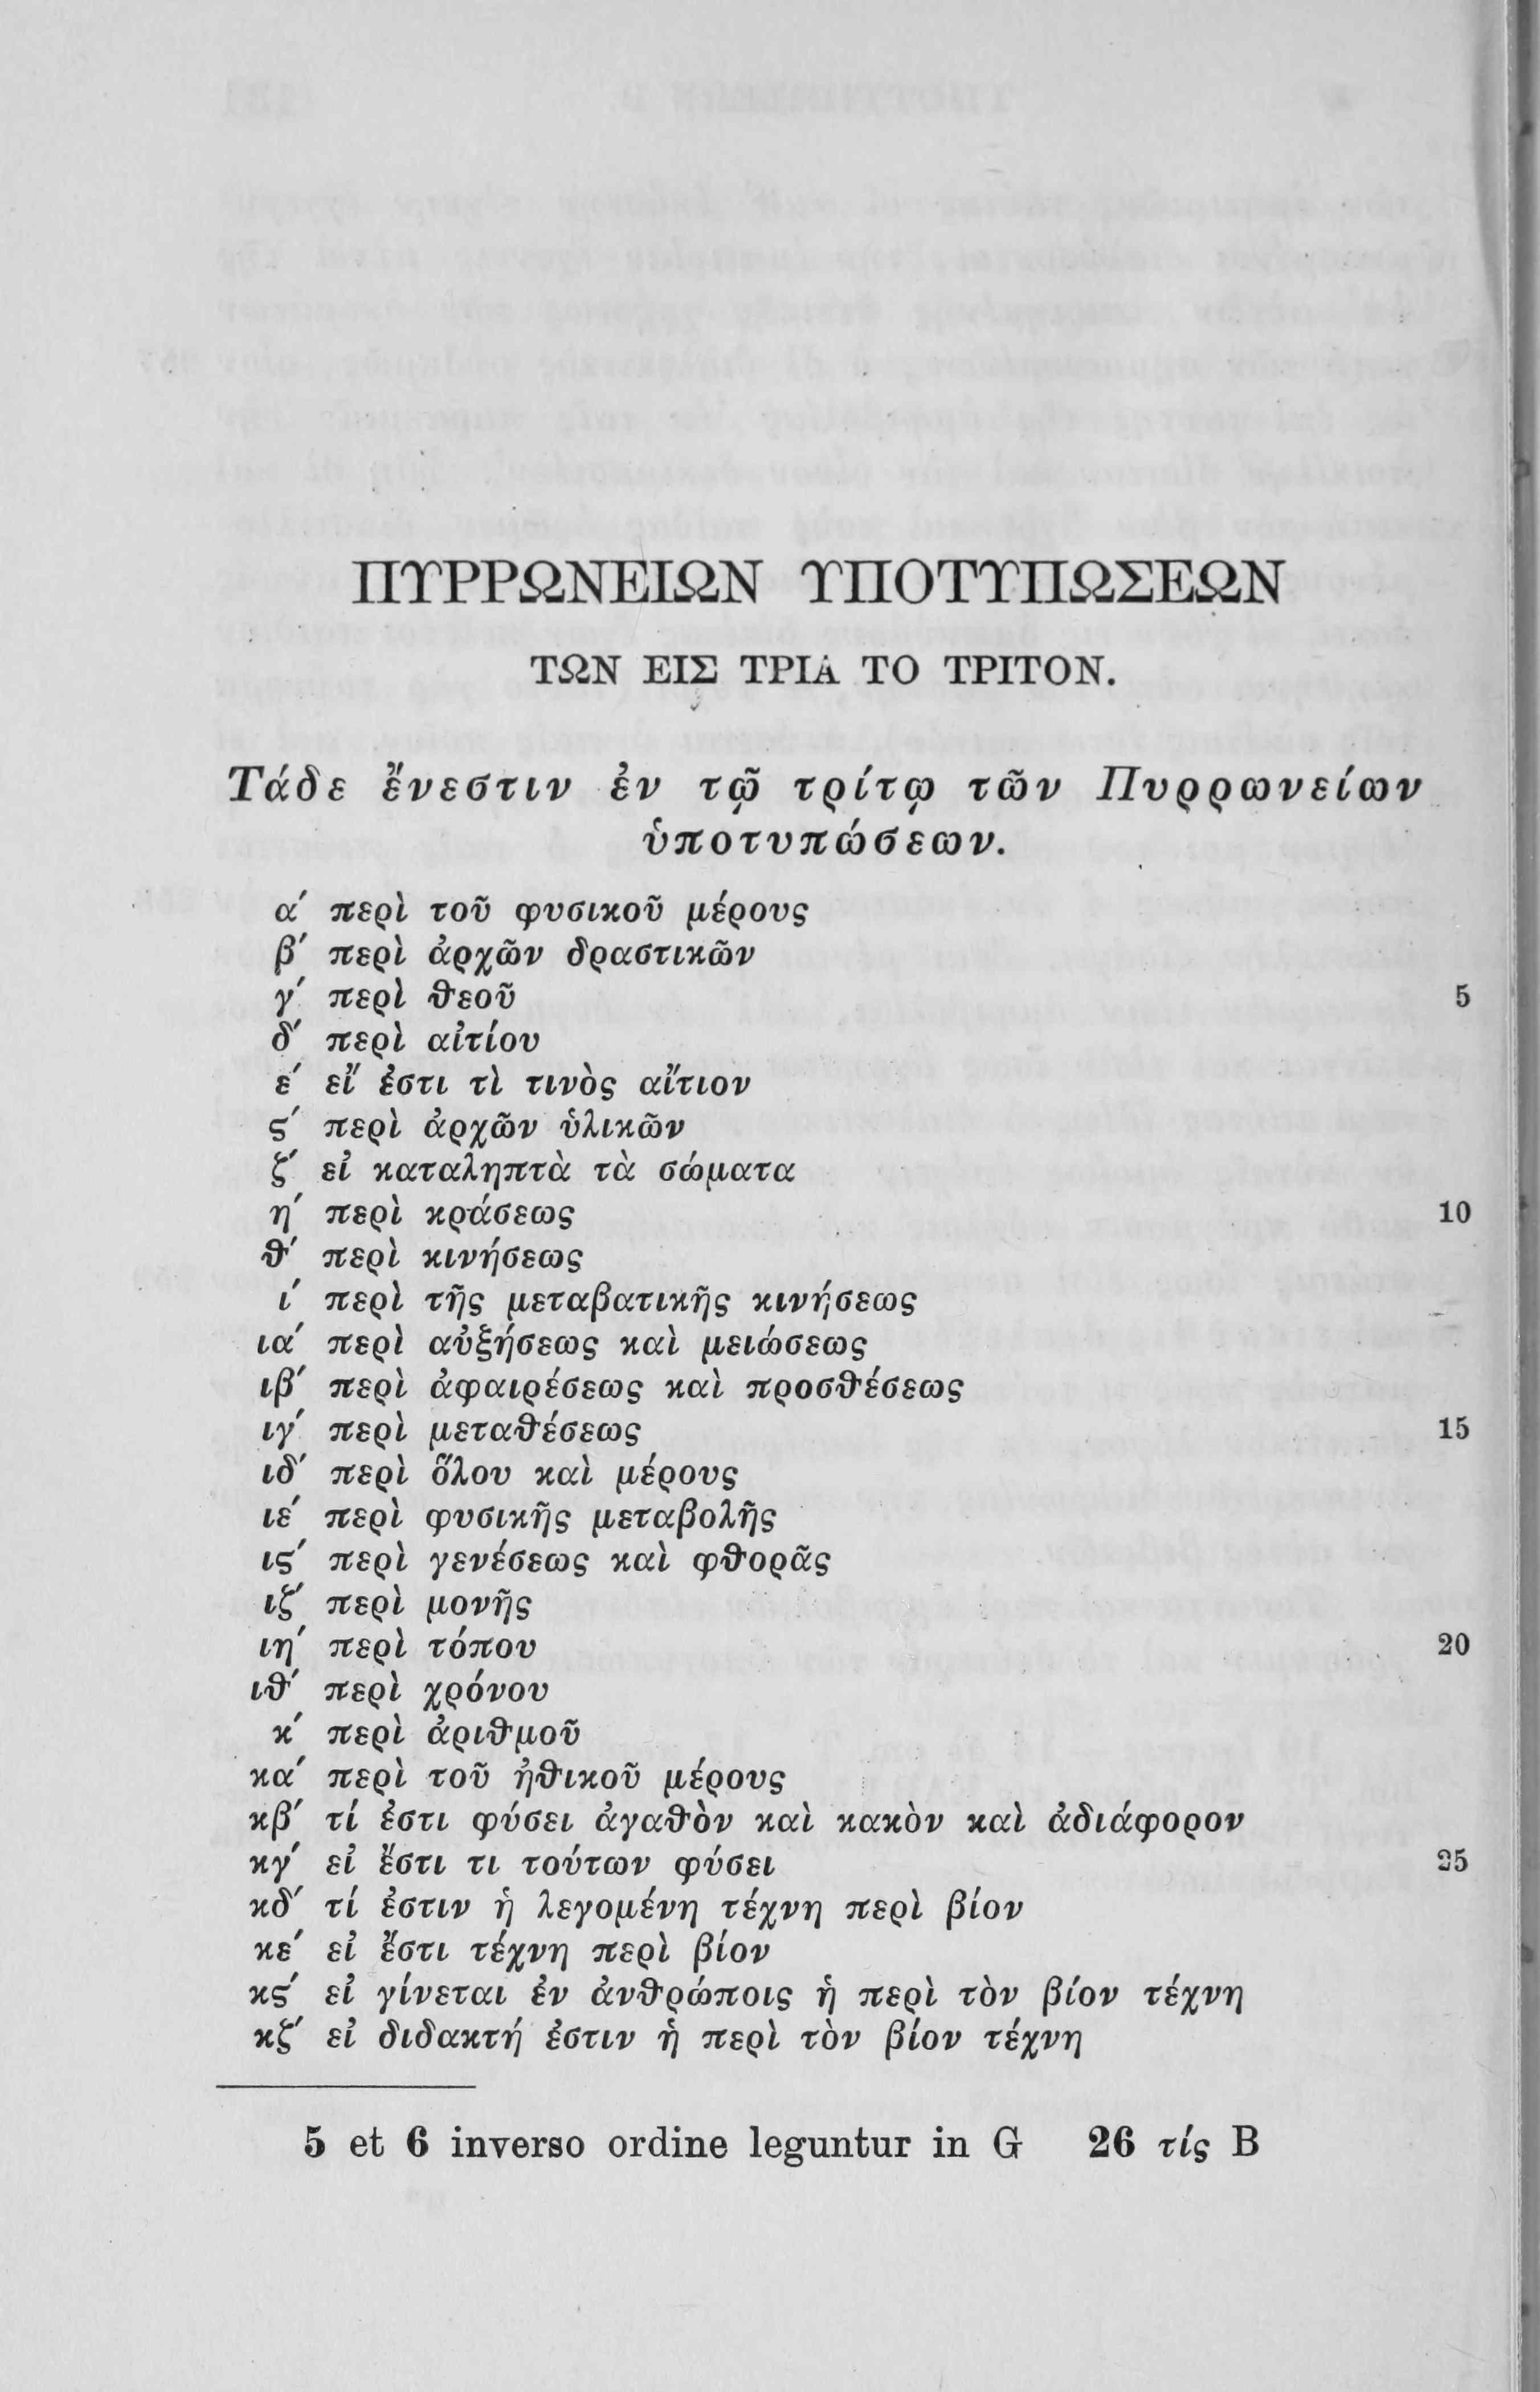 ΠΥΡΡΩΝΕΙΩΝ ΥΠΟΤΥΠΩΣΕΩΝ
ΤΩΝ ΕΙΣ ΤΡΙΑ ΤΟ ΤΡΙΤΟΝ.
Τάδε ἔνεστιν ἐν τῷ τρίτῳ τῶν Πυρρωνείων
ὑποτυπώσεων.
α´ περὶ τοῦ φυσικοῦ μέρους
β´ περὶ ἀρχῶν δραστικῶν
γ´ περὶ θεοῦ 5
δ´ περὶ αἰτίου
ε´ εἴ ἐστι τὶ τινὸς αἴτιον
ϛ´ περὶ ἀρχῶν ὑλικῶν
ζ´ εἰ καταληπτὰ τὰ σώματα
η´ περὶ κράσεως 10
θ´ περὶ κινήσεως
ι´ περὶ τῆς μεταβατικῆς κινήσεως
ια´ περὶ αὐξήσεως καὶ μειώσεως
ιβ´ περὶ ἀφαιρέσεως καὶ προσθέσεως
ιγ´ περὶ μεταθέσεως 15
ιδ´ περὶ ὅλου καὶ μέρους
ιε´ περὶ φυσικῆς μεταβολῆς
ιϛ´ περὶ γενέσεως καὶ φθορᾶς
ιζ´ περὶ μονῆς
ιη´ περὶ τόπου 20
ιθ´ περὶ χρόνου
κ´ περὶ ἀριθμοῦ
κα´ περὶ τοῦ ἠθικοῦ μέρους
κβ´ τί ἐστι φύσει ἀγαθὸν καὶ κακὸν καὶ ἀδιάφορον
κγ´ εἰ ἔστι τι τούτων φύσει 25
κδ´ τί ἐστιν ἡ λεγομένη τέχνη περὶ βίον
κε´ εἰ ἔστι τέχνη περὶ βίον
κϛ´ εἰ γίνεται ἐν ἀνθρώποις ἡ περὶ τὸν βίον τέχνη
κζ´ εἰ διδακτή ἐστιν ἡ περὶ τὸν βίον τέχνη
5 et 6 inverso ordine leguntur in G 26 τίς B